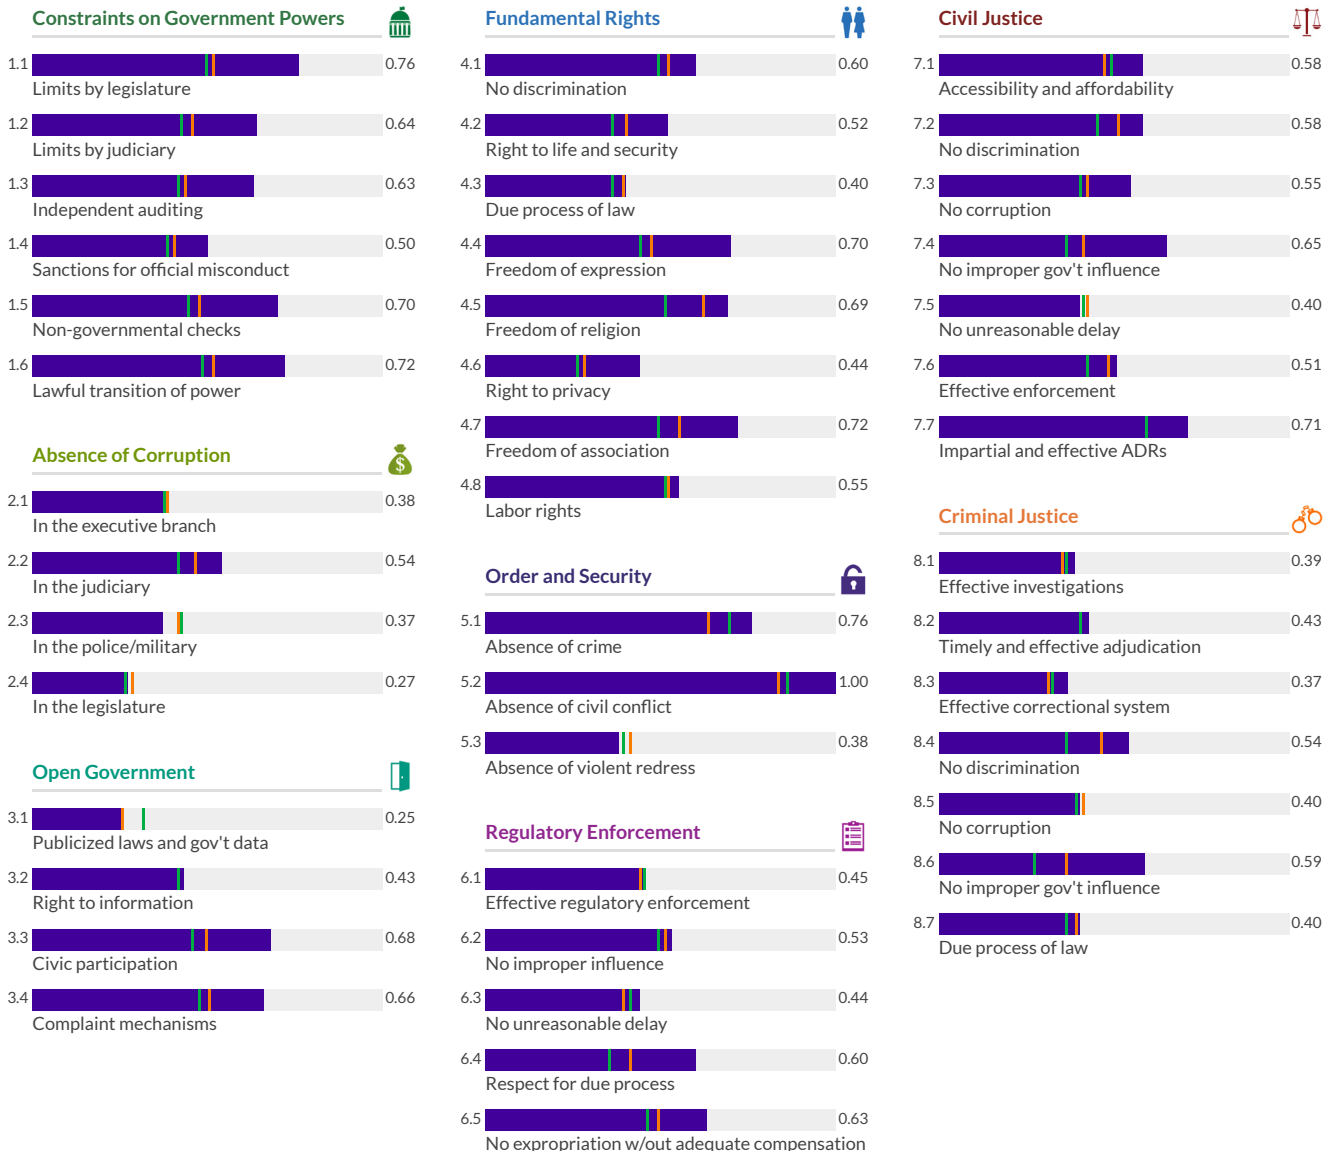 Constraints on Government Powers
1.1 0.76
Limits by legislature
1.2 0.64
Limits by judiciary
1.3 0.63
Independent auditing
1.4 0.50
Sanctions for official misconduct
1.5 0.70
Non-governmental checks
1.6 0.72
Lawful transition of power
Absence of Corruption
$
2.1 0.38
In the executive branch
2.2 0.54
In the judiciary
2.3 0.37
In the police/military
2.4 0.27
In the legislature
Open Government
3.1 0.25
Publicized laws and gov't data
3.2 0.43
Right to information
3.3 0.68
Civic participation
3.4 0.66
Complaint mechanisms
Fundamental Rights
4.1 0.60
No discrimination
4.2 0.52
Right to life and security
4.3 0.40
Due process of law
4.4 0.70
Freedom of expression
4.5 0.69
Freedom of religion
4.6 0.44
Right to privacy
4.7 0.72
Freedom of association
4.8 0.55
Labor rights
Order and Security
5.1 0.76
Absence of crime
5.2 1.00
Absence of civil conflict
5.3 0.38
Absence of violent redress
Regulatory Enforcement
6.1 0.45
Effective regulatory enforcement
6.2 0.53
No improper influence
6.3 0.44
No unreasonable delay
6.4 0.60
Respect for due process
6.5 0.63
No expropriation w/out adequate compensation
Civil Justice
7.1 0.58
Accessibility and affordability
7.2 0.58
No discrimination
7.3 0.55
No corruption
7.4 0.65
No improper gov't influence
7.5 0.40
No unreasonable delay
7.6 0.51
Effective enforcement
7.7 0.71
Impartial and effective ADRs
Criminal Justice
8.1 0.39
Effective investigations
8.2 0.43
Timely and effective adjudication
8.3 0.37
Effective correctional system
8.4 0.54
No discrimination
8.5 0.40
No corruption
8.6 0.59
No improper gov't influence
8.7 0.40
Due process of law